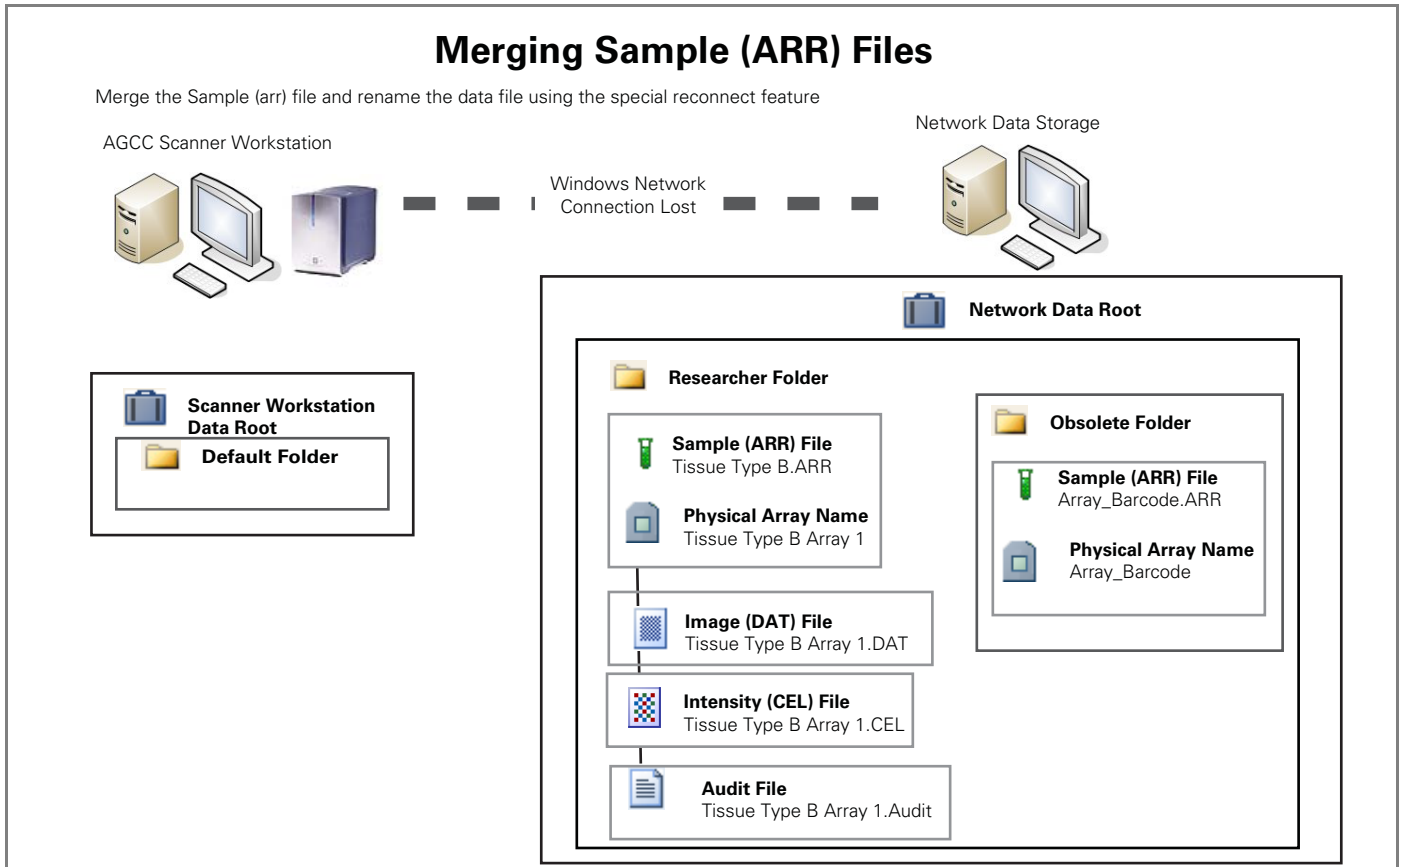 Merging Sample (ARR) Files
Merge the Sample (arr) file and rename the data file using the special reconnect feature
AGCC Scanner Workstation
Windows Network
Connection Lost
Network Data Storage
Scanner Workstation
Data Root
Default Folder
Network Data Root
Researcher Folder
Sample (ARR) File
Tissue Type B.ARR
Physical Array Name
Tissue Type B Array 1
Image (DAT) File
Tissue Type B Array 1.DAT
Intensity (CEL) File
Tissue Type B Array 1.CEL
Audit File
Tissue Type B Array 1.Audit
Obsolete Folder
Sample (ARR) File
Array_Barcode.ARR
Physical Array Name
Array_Barcode